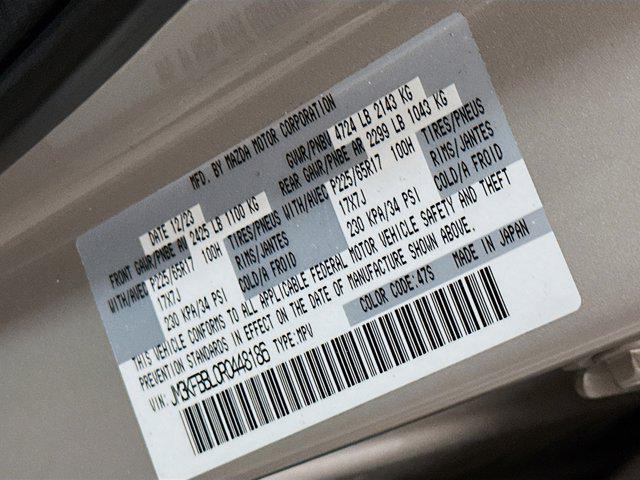 MFD. BY MAZDA MOTOR CORPORATION
DATE 12/23 GVWR/PNBV 4724 LB 2143 KG
FRONT GAWR/PNBE AV 2425 LB 1100 KG REAR GAWR/PNBE AR 2299 LB 1043 KG
WITH/AVEC P225/65R17 100H TIRES/PNEUS WITH/AVEC P225/65R17 100H TIRES/PNEUS
17X7J RIMS/JANTES 17X7J RIMS/JANTES
230 KPA/34 PSI COLD/A FROID 230 KPA/34 PSI COLD/A FROID
THIS VEHICLE CONFORMS TO ALL APPLICABLE FEDERAL MOTOR VEHICLE SAFETY AND THEFT
PREVENTION STANDARDS IN EFFECT ON THE DATE OF MANUFACTURE SHOWN ABOVE.
VIN: TYPE:MPV COLOR CODE:47S MADE IN JAPAN